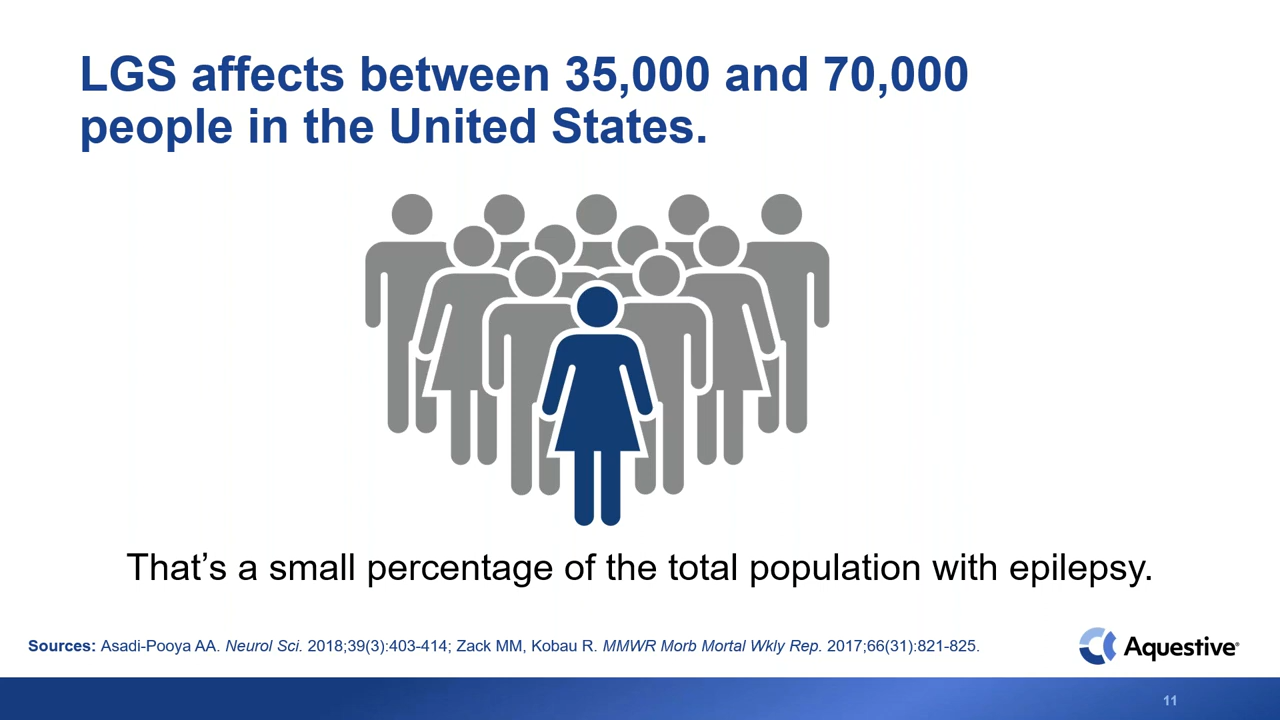 LGS affects between 35,000 and 70,000
people in the United States.
That’s a small percentage of the total population with epilepsy.
Sources: Asadi-Pooya AA. Neurol Sci. 2018;39(3):403-414; Zack MM, Kobau R. MMWR Morb Mortal Wkly Rep. 2017;66(31):821-825.
Aquestive®
11